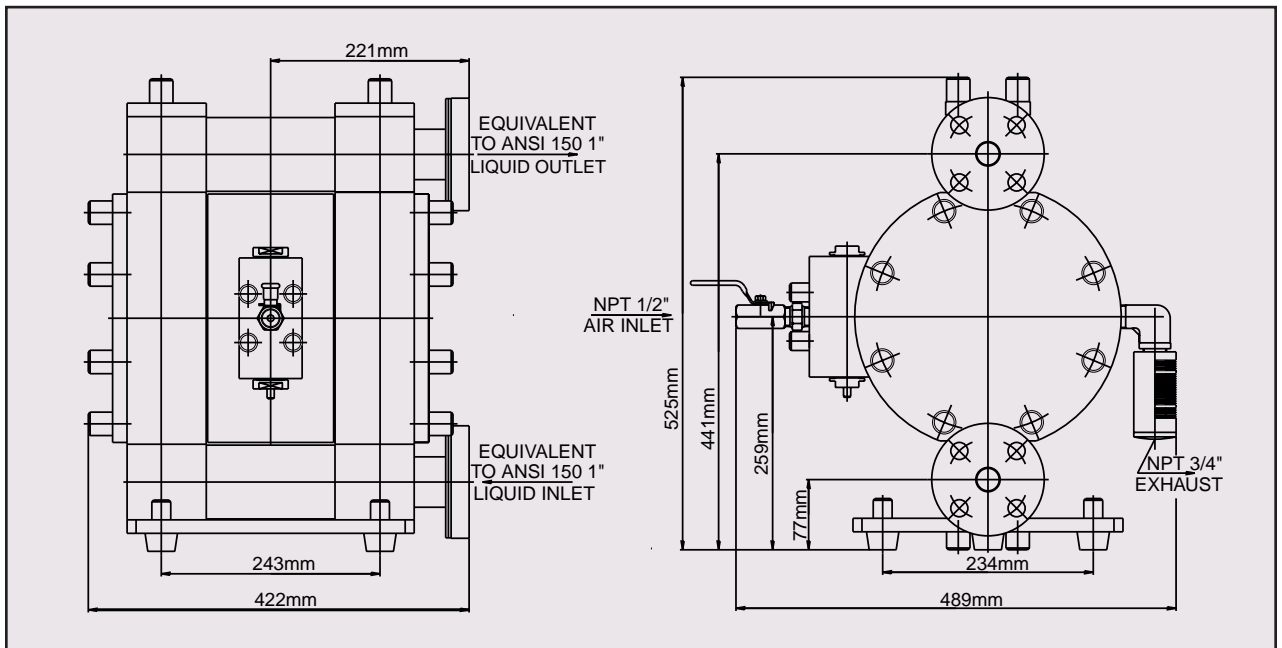 221mm
EQUIVALENT
TO ANSI 150 1"
LIQUID OUTLET
EQUIVALENT
TO ANSI 150 1"
LIQUID INLET
243mm
422mm
NPT 1/2"
AIR INLET
525mm
441mm
259mm
77mm
NPT 3/4"
EXHAUST
234mm
489mm